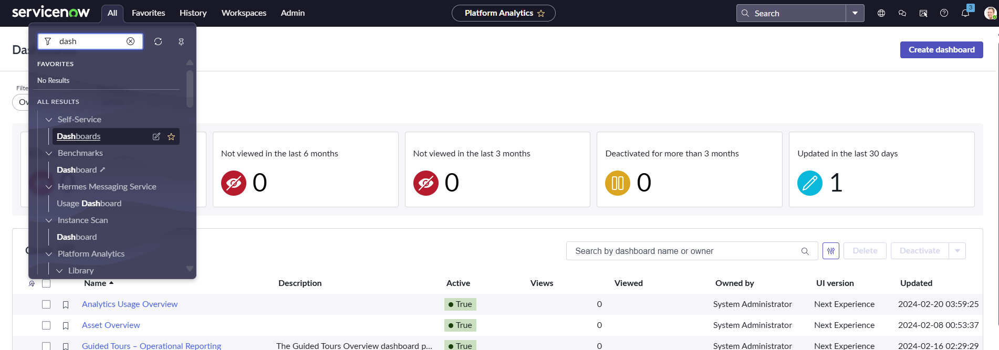 servicenow
All
Favorites
History
Workspaces
Admin
Platform Analytics
Search
3
dash
Create dashboard
FAVORITES
No Results
ALL RESULTS
Self-Service
Dashboards
Benchmarks
Dashboard
Hermes Messaging Service
Usage Dashboard
Instance Scan
Dashboard
Platform Analytics
Library
Not viewed in the last 6 months
0
Not viewed in the last 3 months
0
Deactivated for more than 3 months
0
Updated in the last 30 days
1
Search by dashboard name or owner
Delete
Deactivate
Name Description Active Views Viewed Owned by UI version Updated
Analytics Usage Overview True 0 System Administrator Next Experience 2024-02-20 03:59:25
Asset Overview True 0 System Administrator Next Experience 2024-02-08 00:53:37
Guided Tours – Operational Reporting The Guided Tours Overview dashboard p... True 0 System Administrator Next Experience 2024-02-16 02:29:29